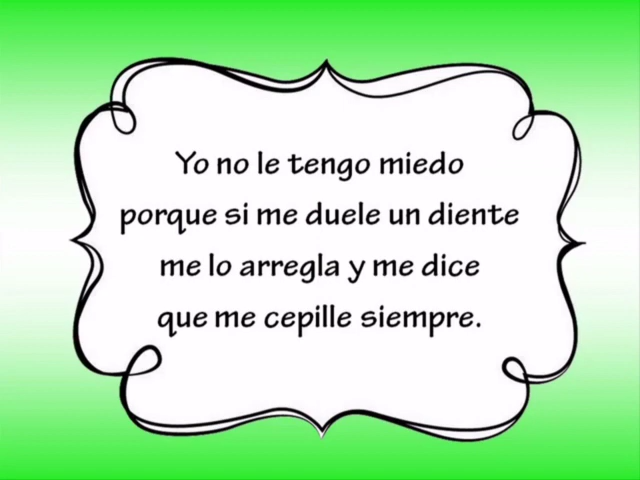 Yo no le tengo miedo
porque si me duele un diente
me lo arregla y me dice
que me cepille siempre.